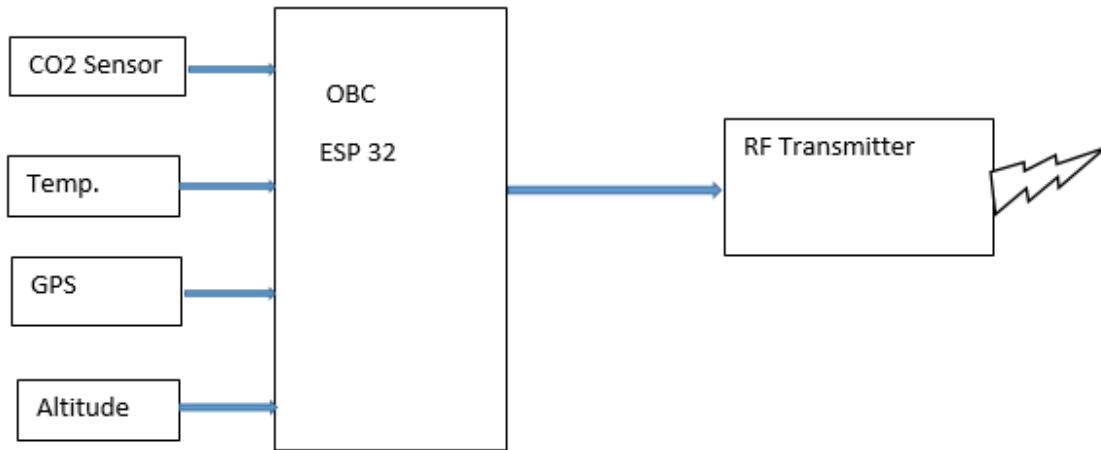 CO2 Sensor
Temp.
GPS
Altitude
OBC
ESP 32
RF Transmitter